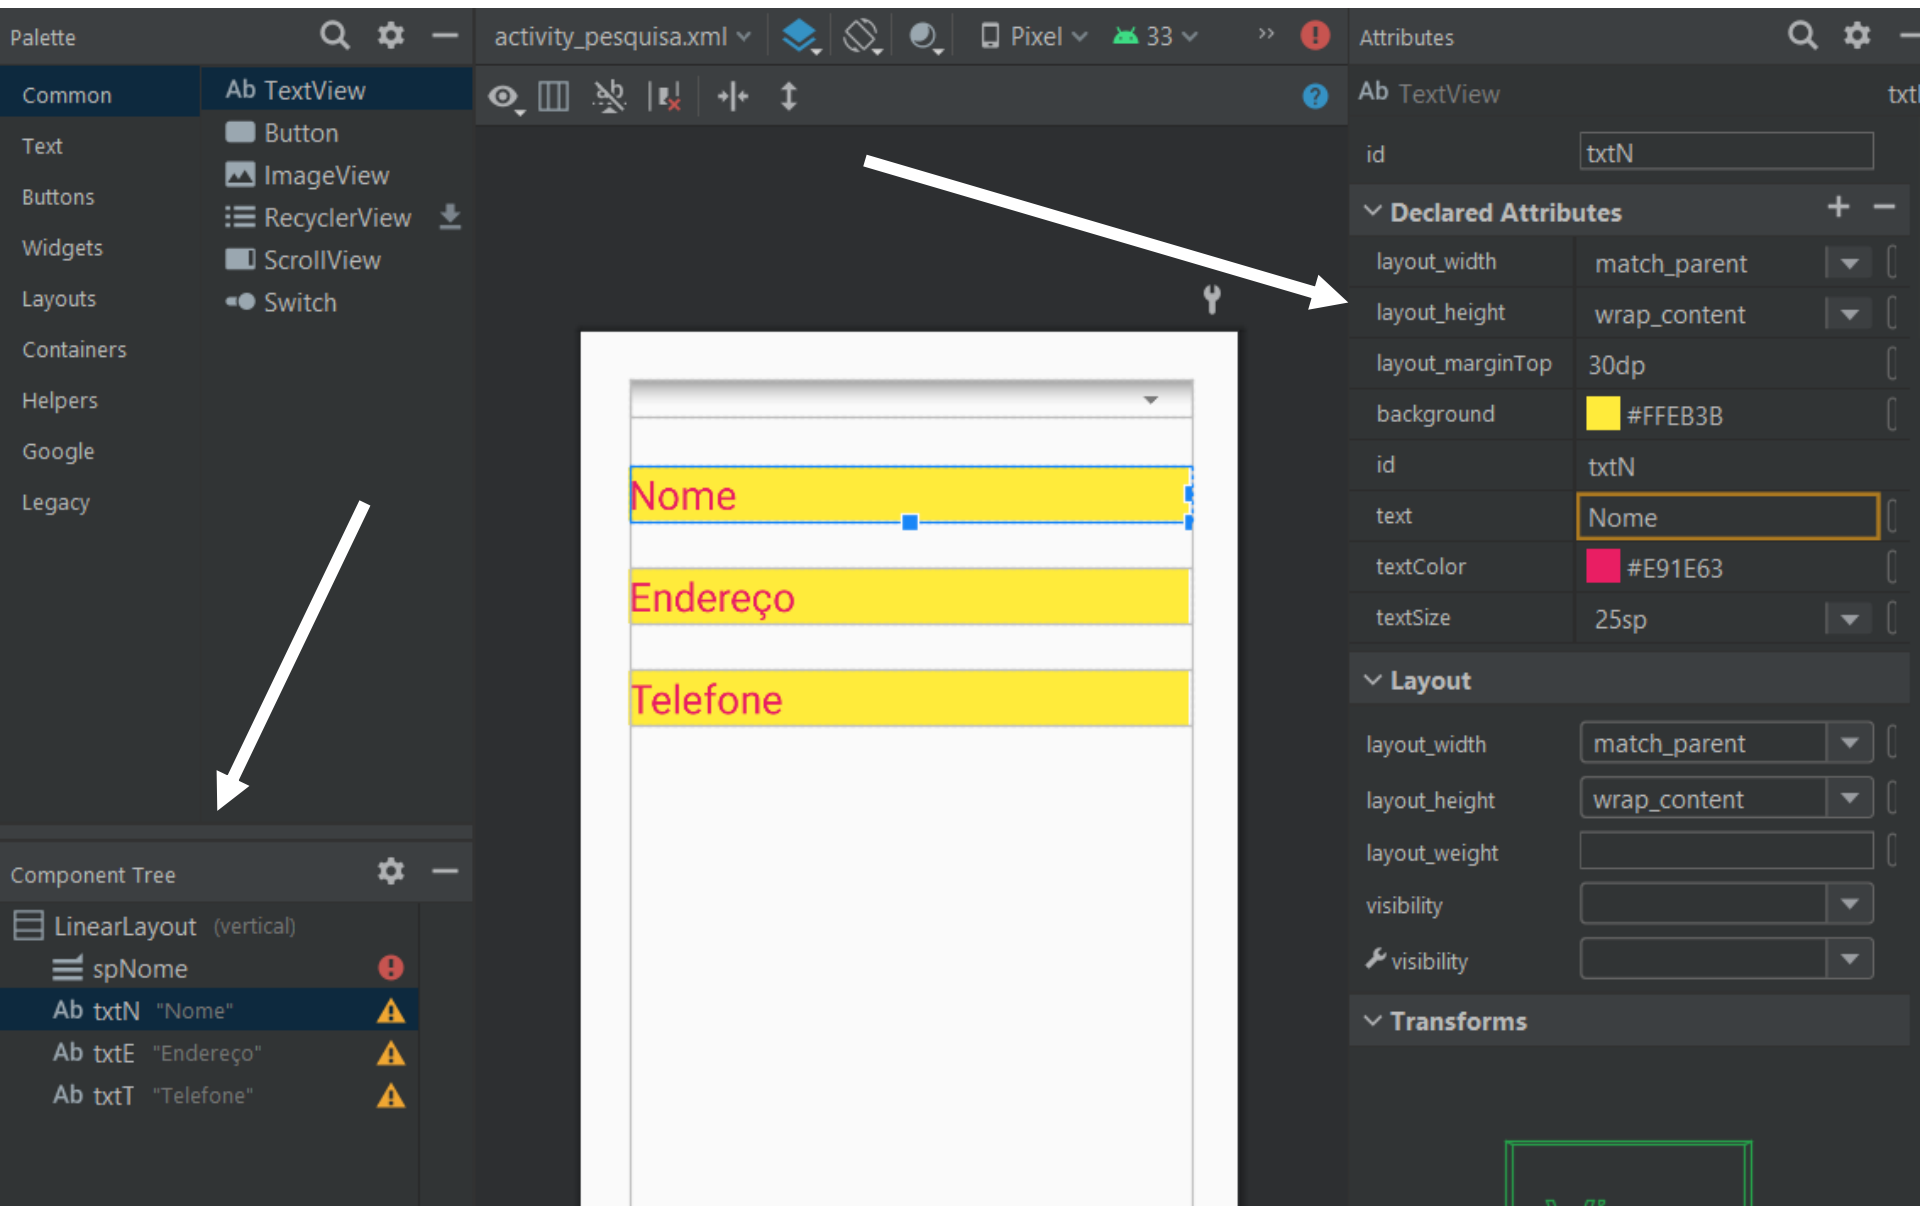 Palette
Common
Text
Buttons
Widgets
Layouts
Containers
Helpers
Google
Legacy
Ab TextView
Button
ImageView
RecyclerView
ScrollView
Switch
Component Tree
LinearLayout (vertical)
spNome
Ab txtN "Nome"
Ab txtE "Endereço"
Ab txtT "Telefone"
activity_pesquisa.xml
Pixel
33
Nome
Endereço
Telefone
Attributes
Ab TextView
id txtN
Declared Attributes
layout_width match_parent
layout_height wrap_content
layout_marginTop 30dp
background #FFEB3B
id txtN
text Nome
textColor #E91E63
textSize 25sp
Layout
layout_width match_parent
layout_height wrap_content
layout_weight
visibility
visibility
Transforms